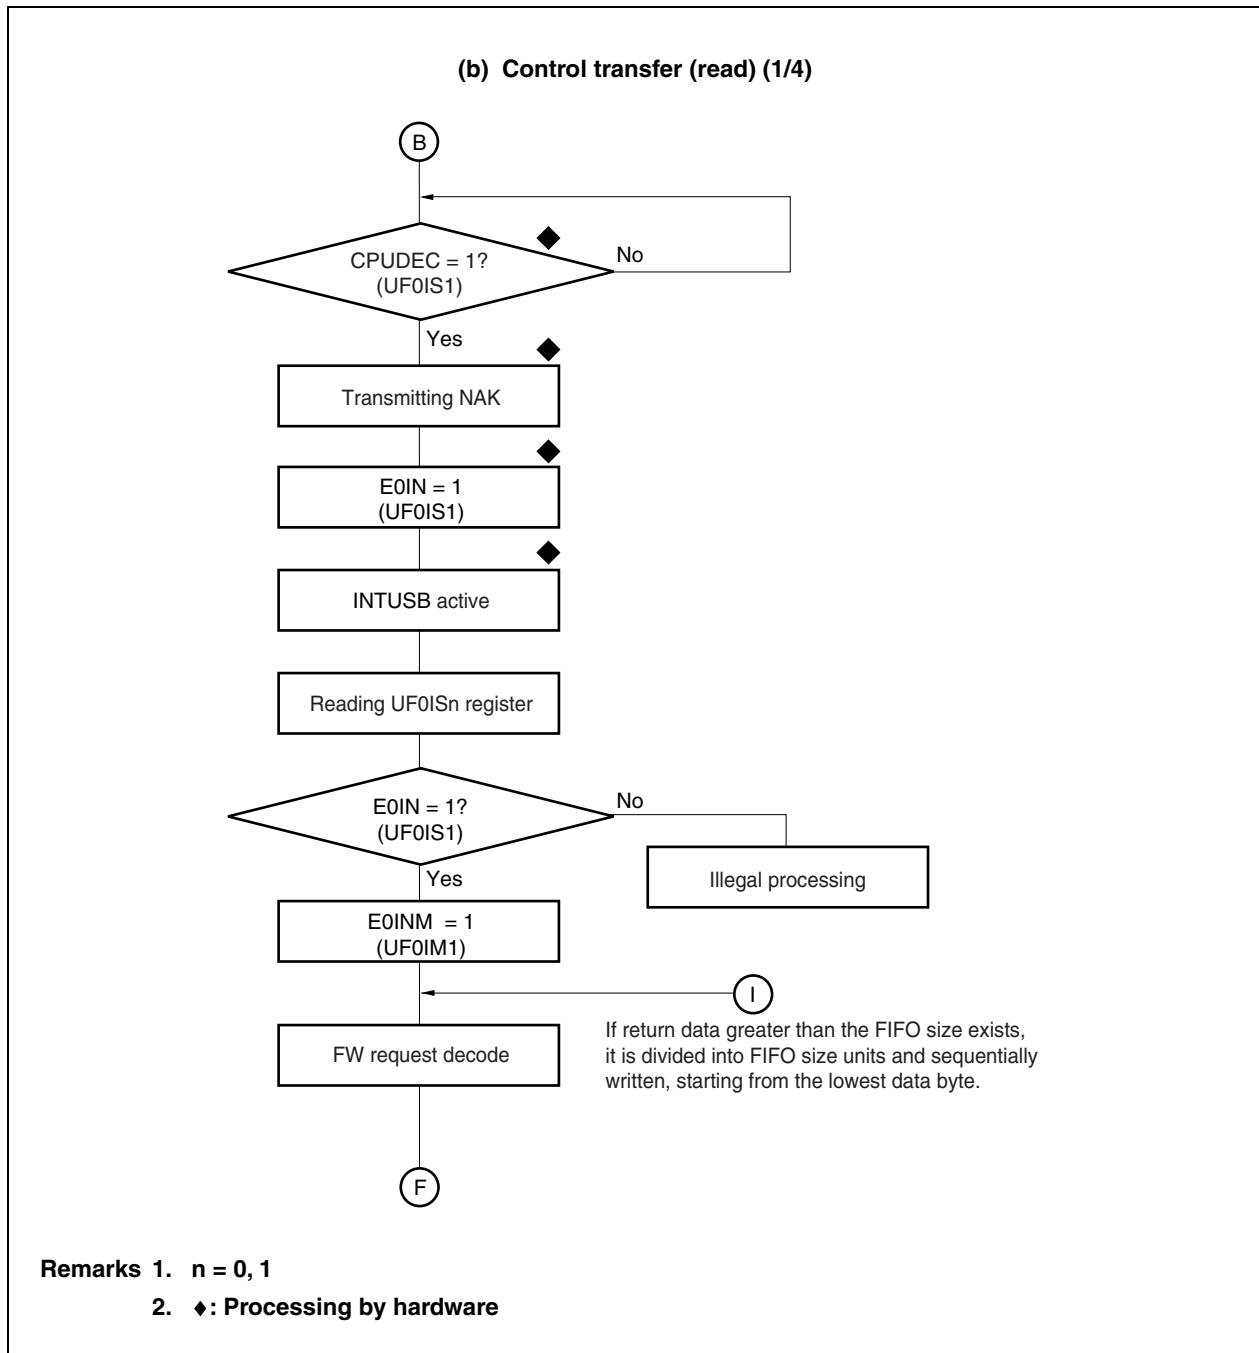 (b) Control transfer (read) (1/4)
B
CPUDEC = 1?
(UF0IS1)
No
Yes
Transmitting NAK
E0IN = 1
(UF0IS1)
INTUSB active
Reading UF0ISn register
E0IN = 1?
(UF0IS1)
No
Illegal processing
Yes
E0INM = 1
(UF0IM1)
I
If return data greater than the FIFO size exists,
it is divided into FIFO size units and sequentially
written, starting from the lowest data byte.
FW request decode
F
Remarks 1. n = 0, 1
2. ♦: Processing by hardware